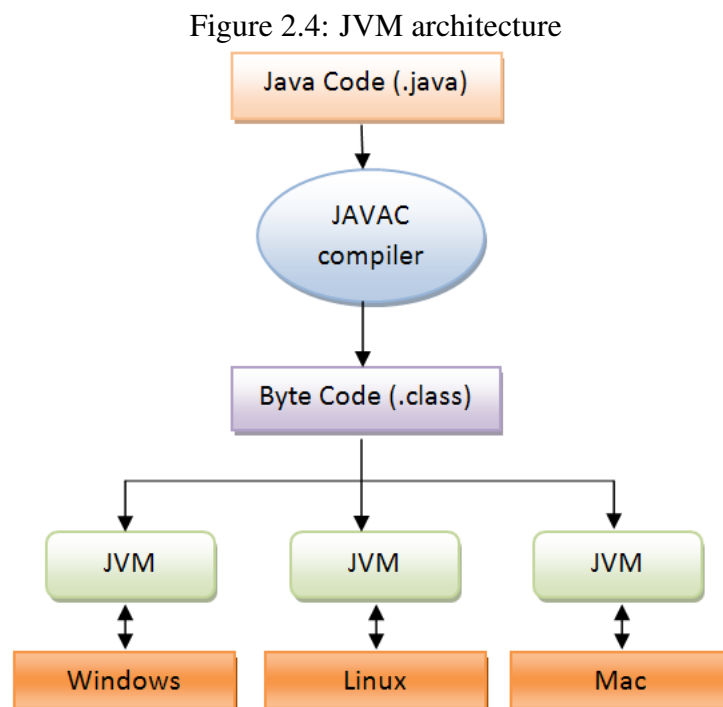 Figure 2.4: JVM architecture
Java Code (.java)
JAVAC
compiler
Byte Code (.class)
JVM
JVM
JVM
Windows
Linux
Mac